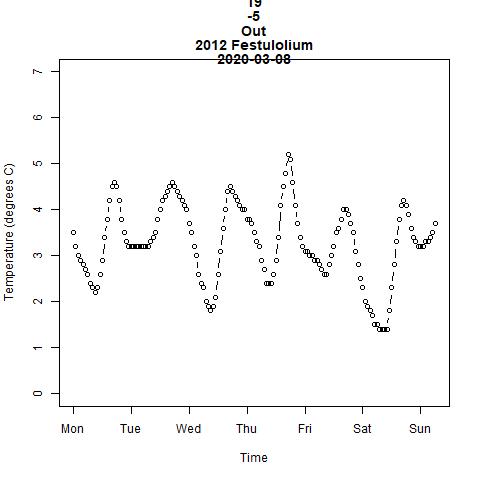 19
-5
Out
2012 Festulolium
2020-03-08
Temperature (degrees C)
7
6
5
4
3
2
1
0
Mon Tue Wed Thu Fri Sat Sun
Time